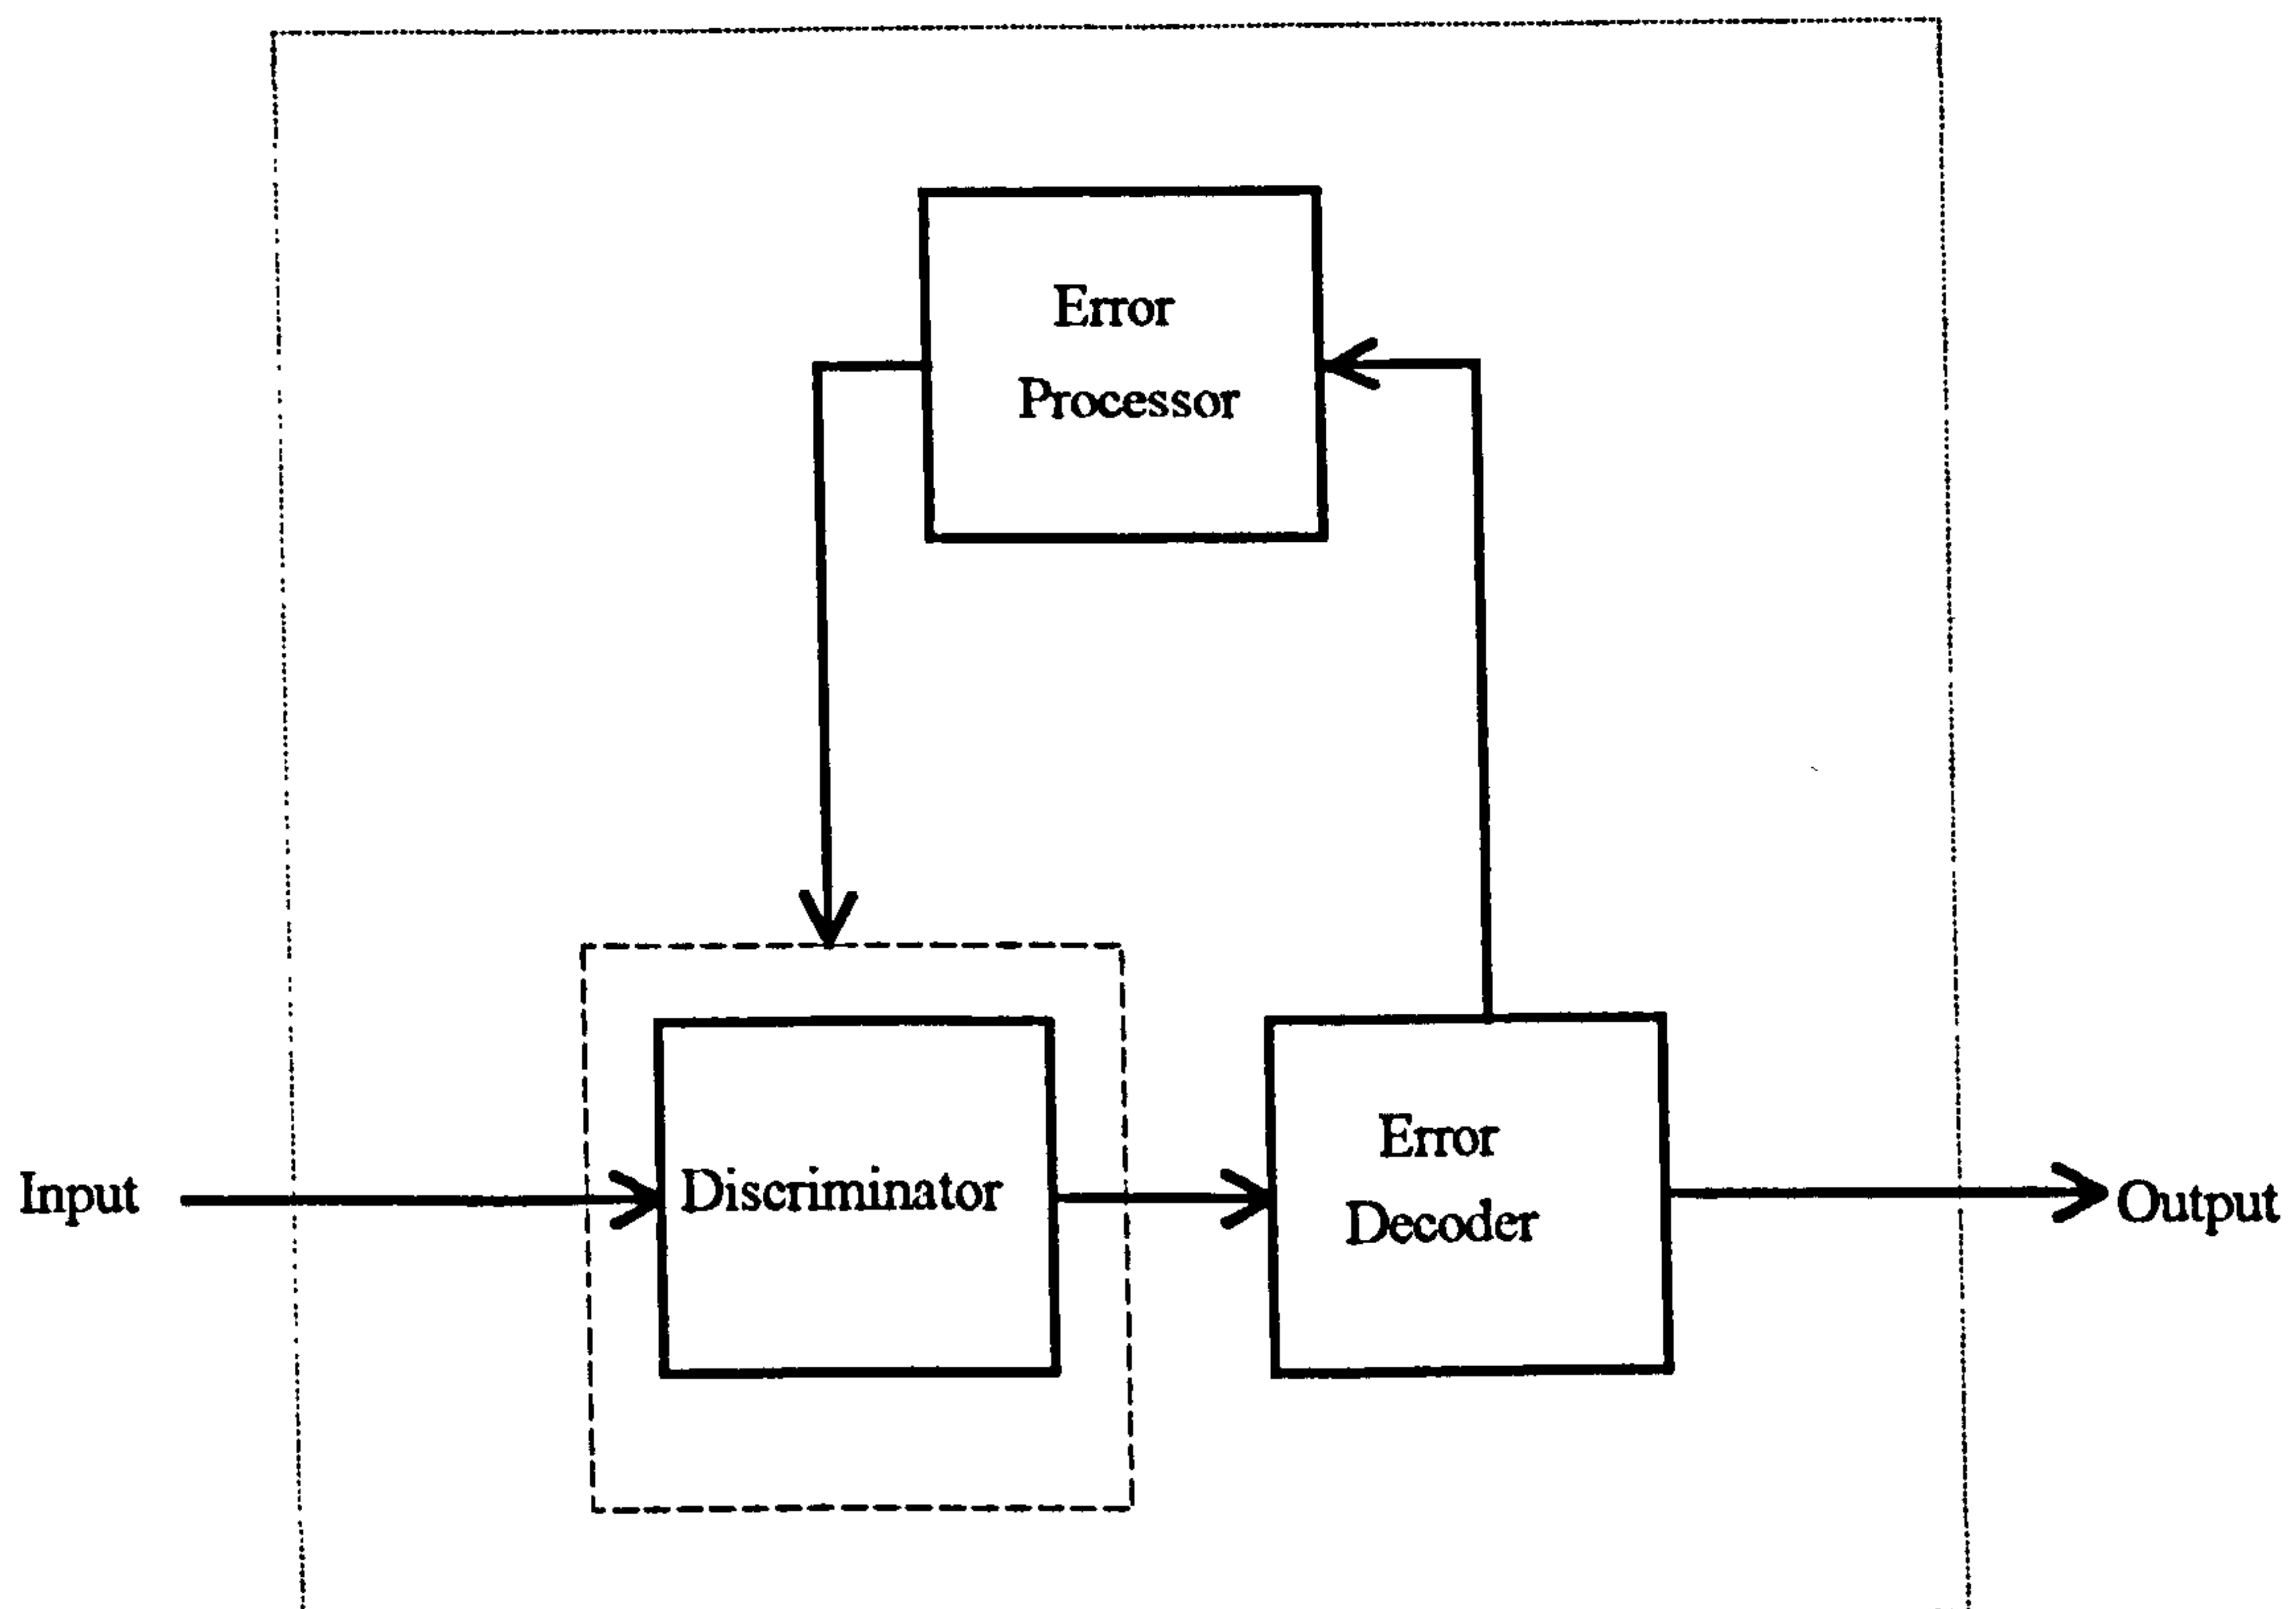 Error
Processor
Input
Discriminator
Error
Decoder
Output